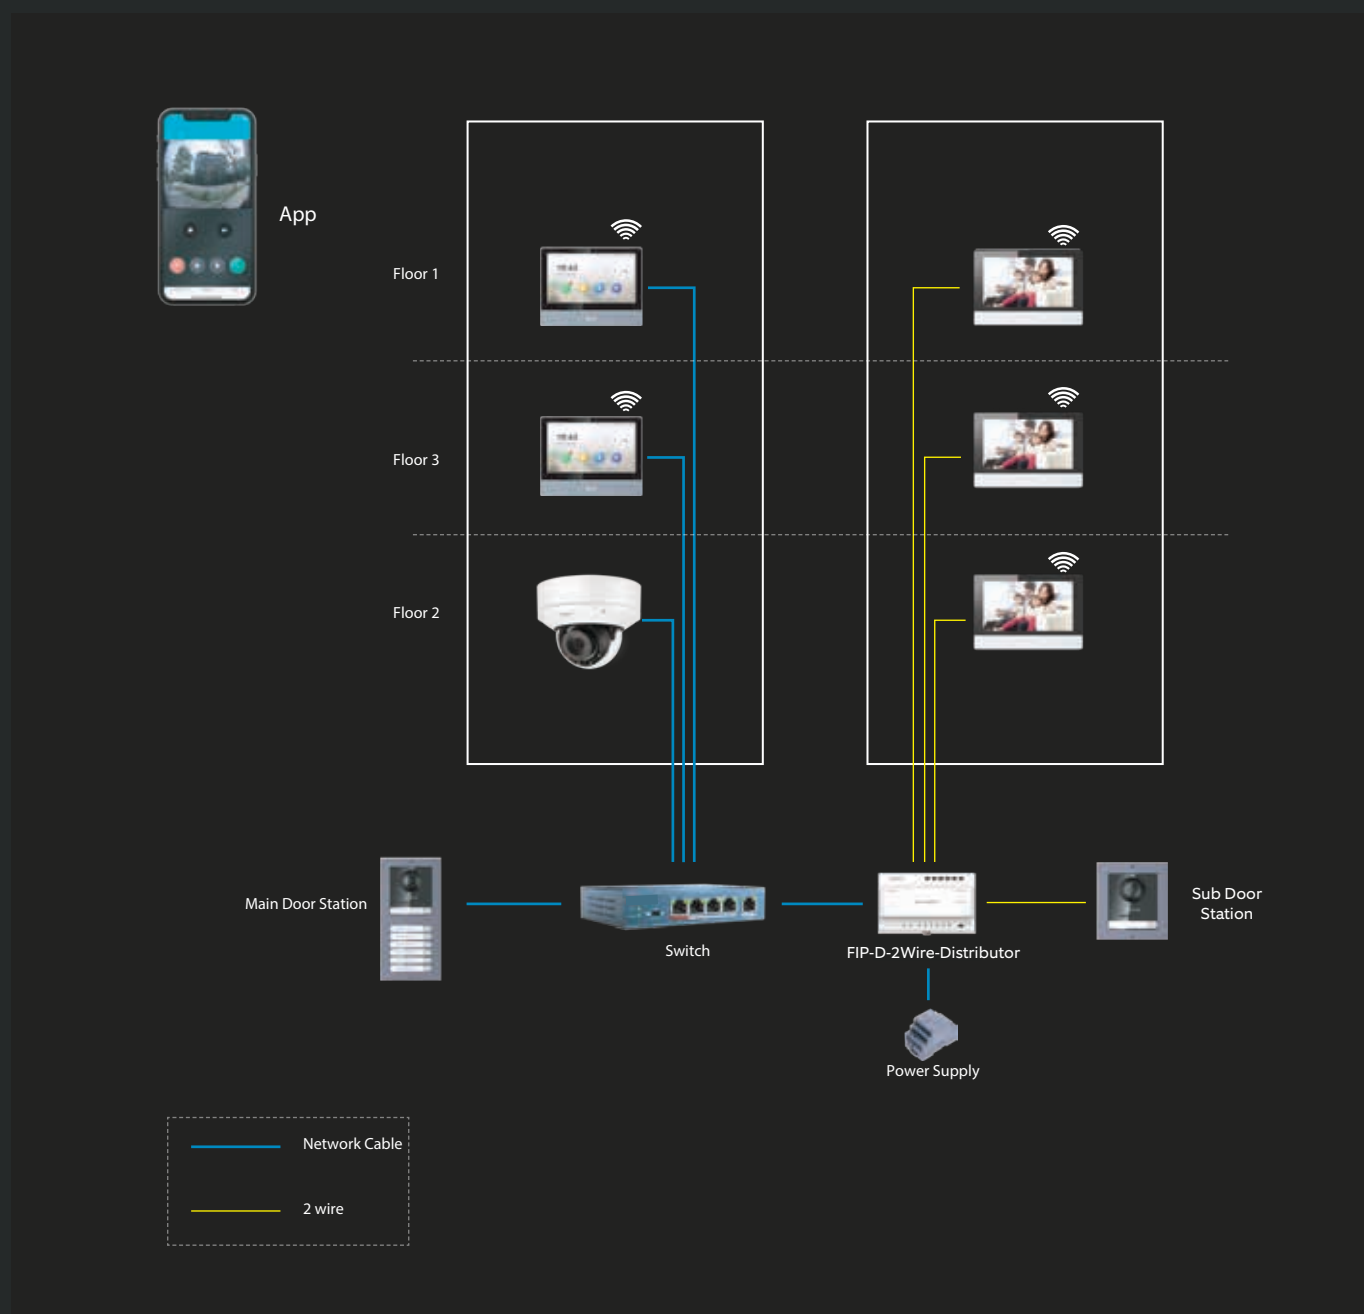 App
Floor 1
Floor 3
Floor 2
Main Door Station
Switch
FIP-D-2Wire-Distributor
Sub Door
Station
Power Supply
Network Cable
2 wire